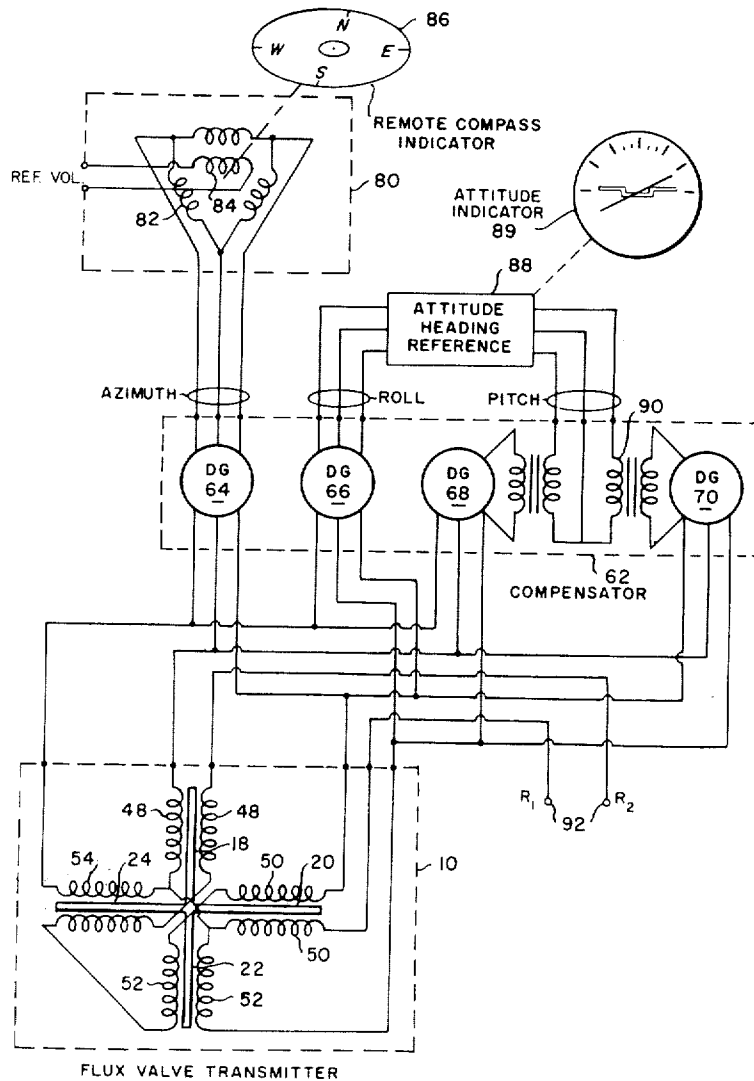 N
86
W
E
S
REMOTE COMPASS
INDICATOR
REF. VOL.
84
82
80
ATTITUDE
INDICATOR
89
88
ATTITUDE
HEADING
REFERENCE
AZIMUTH
ROLL
PITCH
90
DG
64
DG
66
DG
68
DG
70
62
COMPENSATOR
48
48
18
R1
92
R2
10
54
24
50
20
50
52
22
52
FLUX VALVE TRANSMITTER